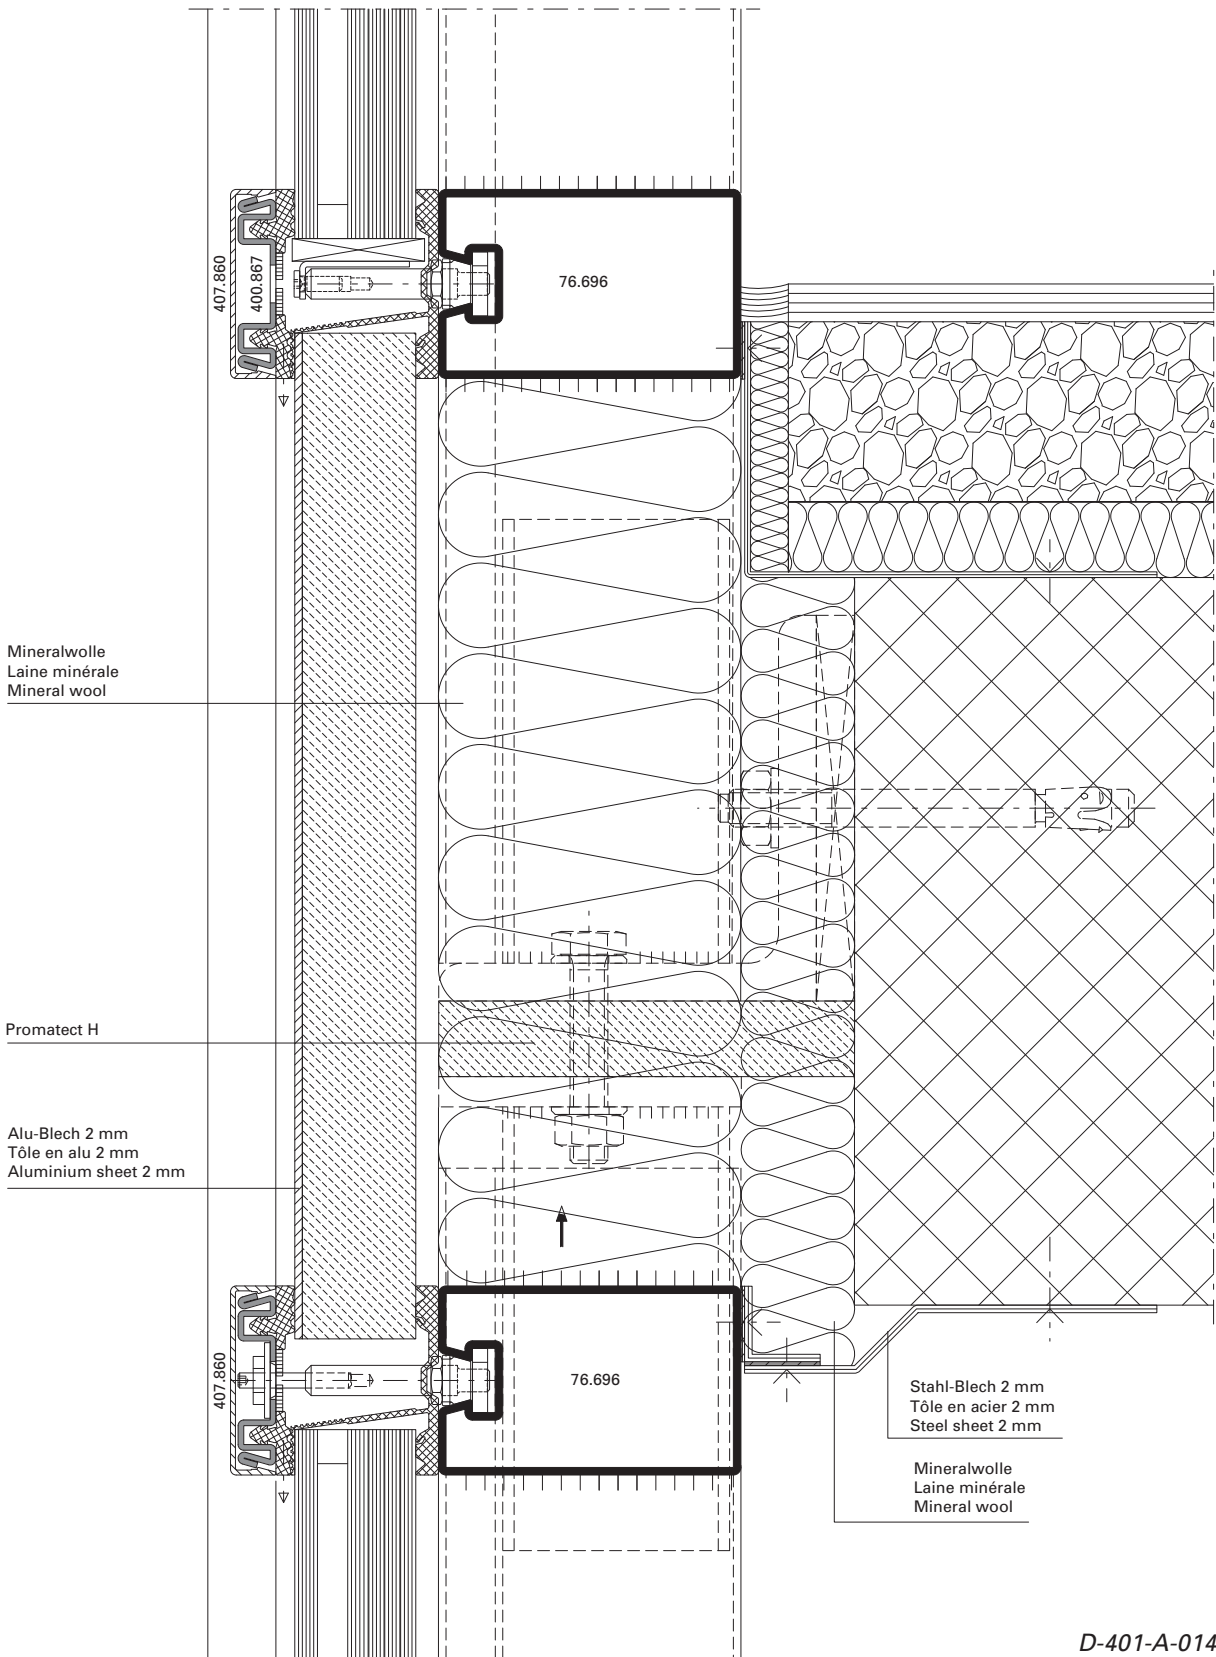 407.860
400.867
76.696
Mineralwolle
Laine minérale
Mineral wool
Promatect H
Alu-Blech 2 mm
Tôle en alu 2 mm
Aluminium sheet 2 mm
407.860
76.696
Stahl-Blech 2 mm
Tôle en acier 2 mm
Steel sheet 2 mm
Mineralwolle
Laine minérale
Mineral wool
D-401-A-014